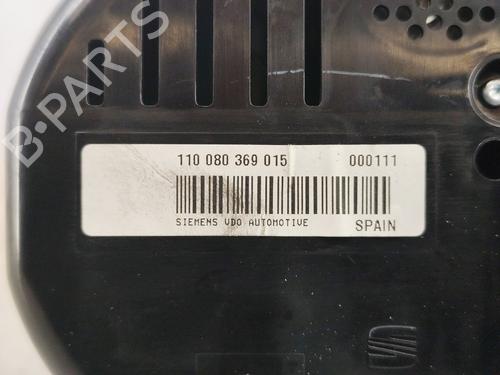 B-PARTS
110 080 369 015 000111
SIEMENS VDO AUTOMOTIVE SPAIN